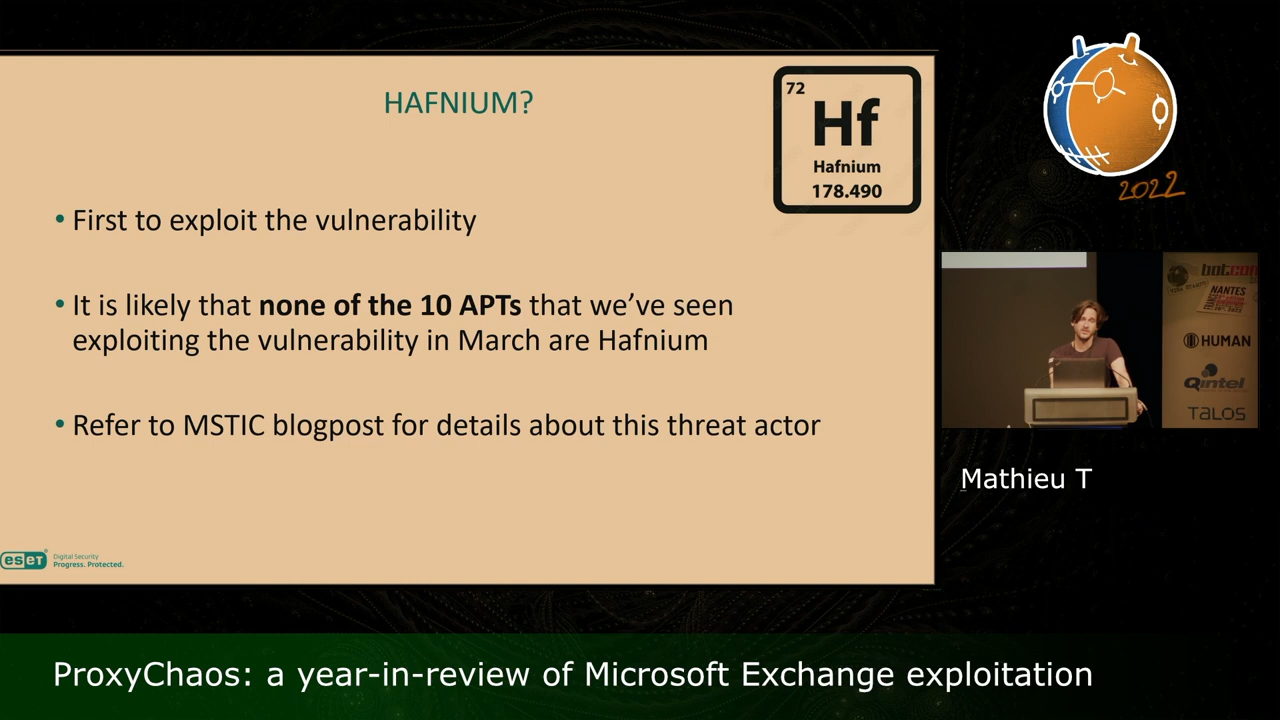 HAFNIUM?
72
Hf
Hafnium
178.490
• First to exploit the vulnerability
• It is likely that none of the 10 APTs that we’ve seen
exploiting the vulnerability in March are Hafnium
• Refer to MSTIC blogpost for details about this threat actor
eseT®
Digital Security
Progress. Protected.
2022
botcon
NANTES
HUMAN
Qintel
TALOS
Mathieu T
ProxyChaos: a year-in-review of Microsoft Exchange exploitation